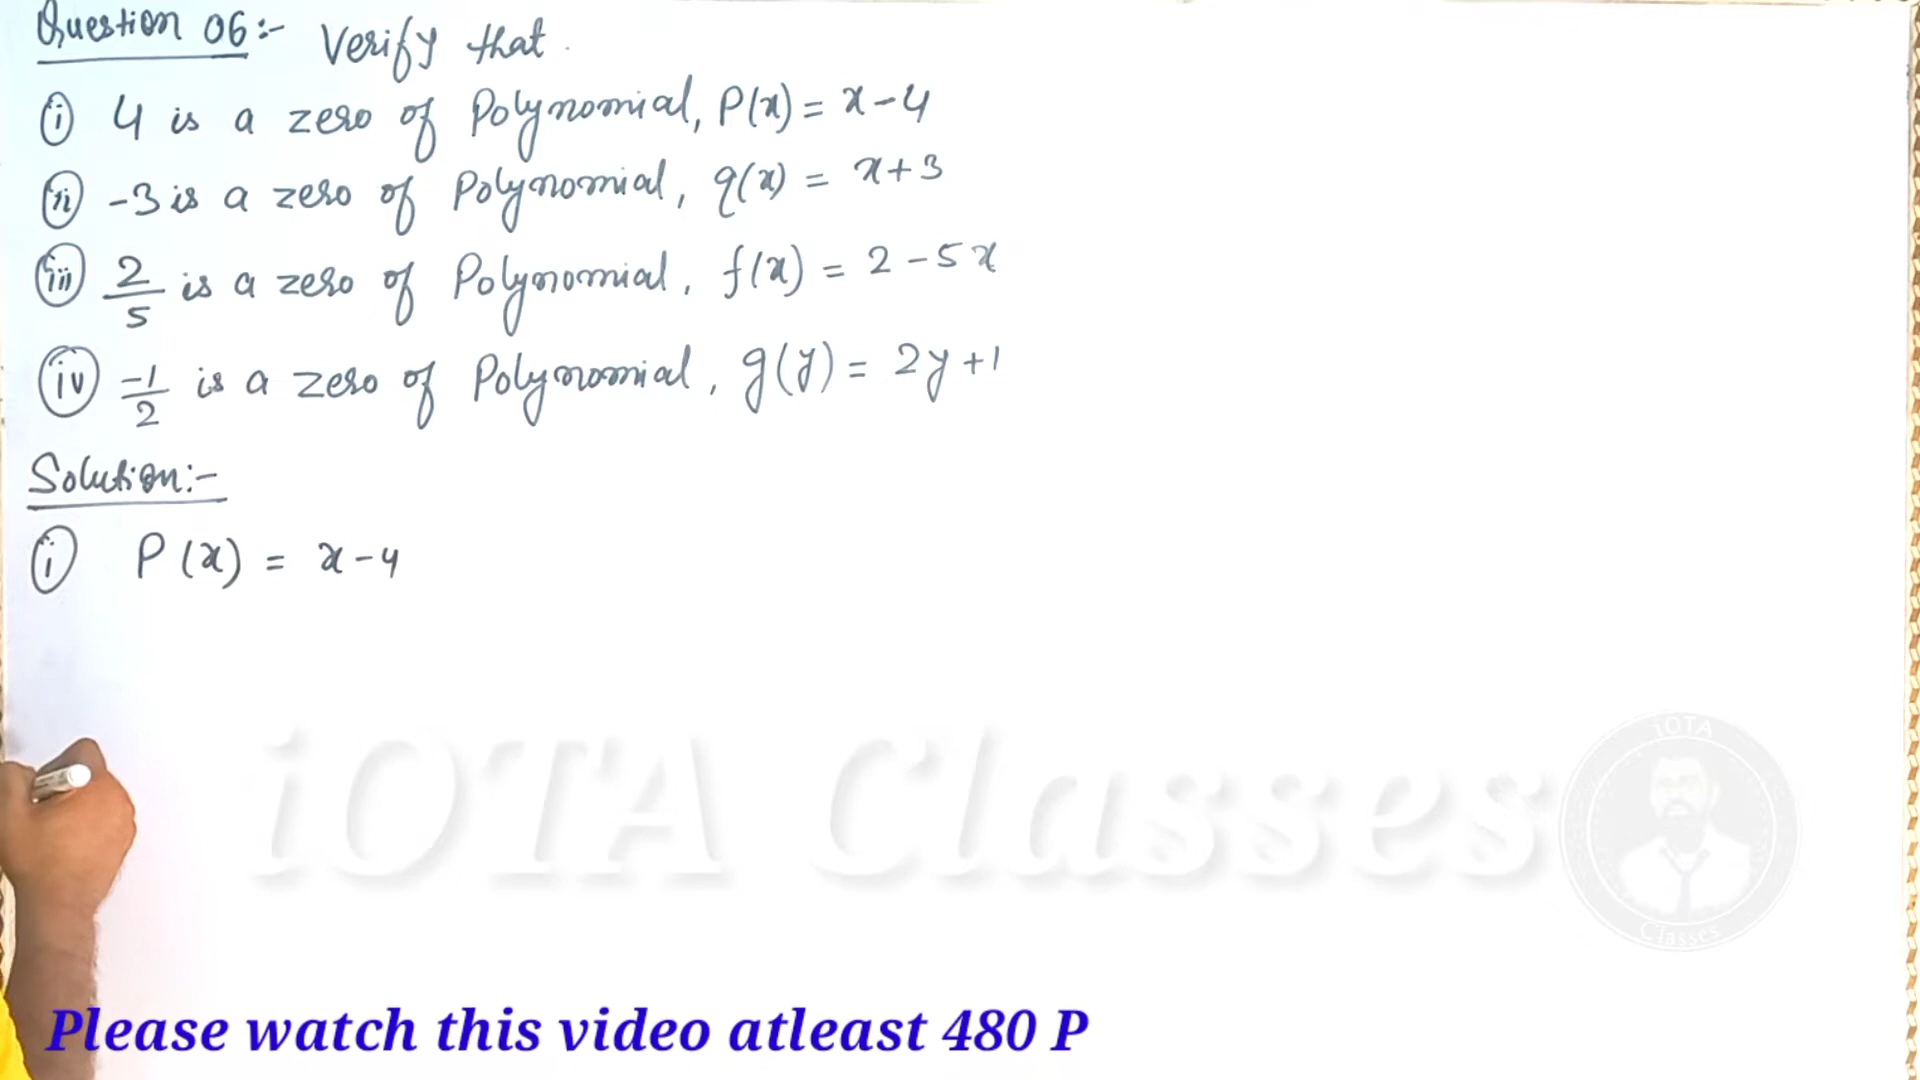 Question 06:- Verify that
(i) 4 is a zero of Polynomial, P(x) = x-4
(ii) -3 is a zero of Polynomial, q(x) = x+3
(iii) 2/5 is a zero of Polynomial, f(x) = 2-5x
(iv) -1/2 is a zero of Polynomial, g(y) = 2y+1
Solution:-
(i) P(x) = x-4
iOTA Classes
iOTA
Classes
Please watch this video atleast 480 P